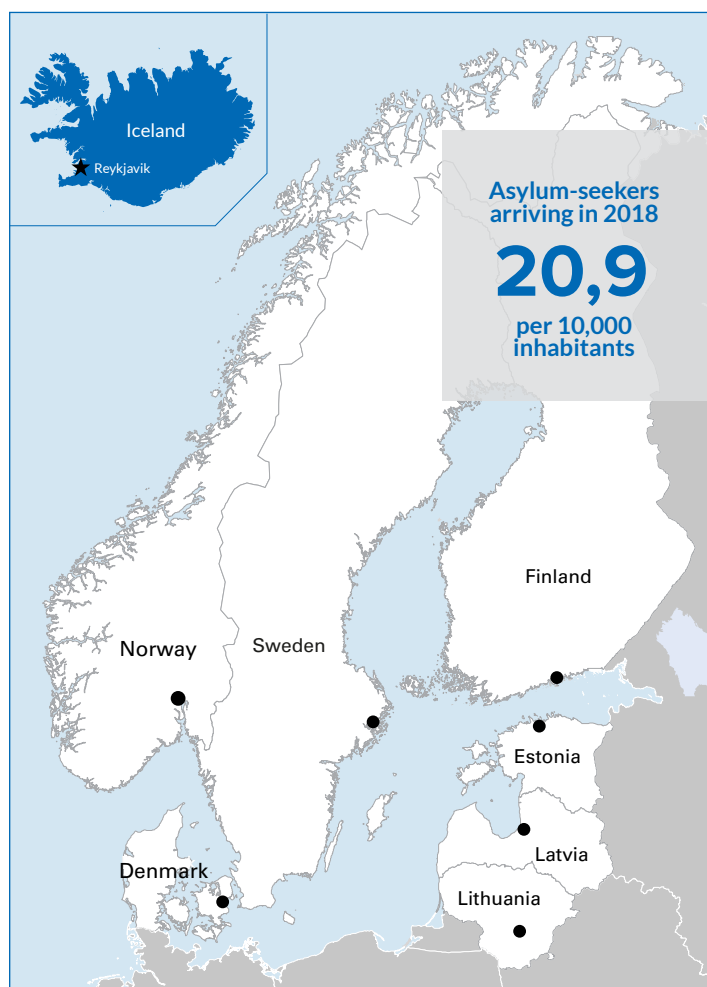 Iceland
Reykjavik
Asylum-seekers
arriving in 2018
20,9
per 10,000
inhabitants
Finland
Norway
Sweden
Estonia
Latvia
Denmark
Lithuania